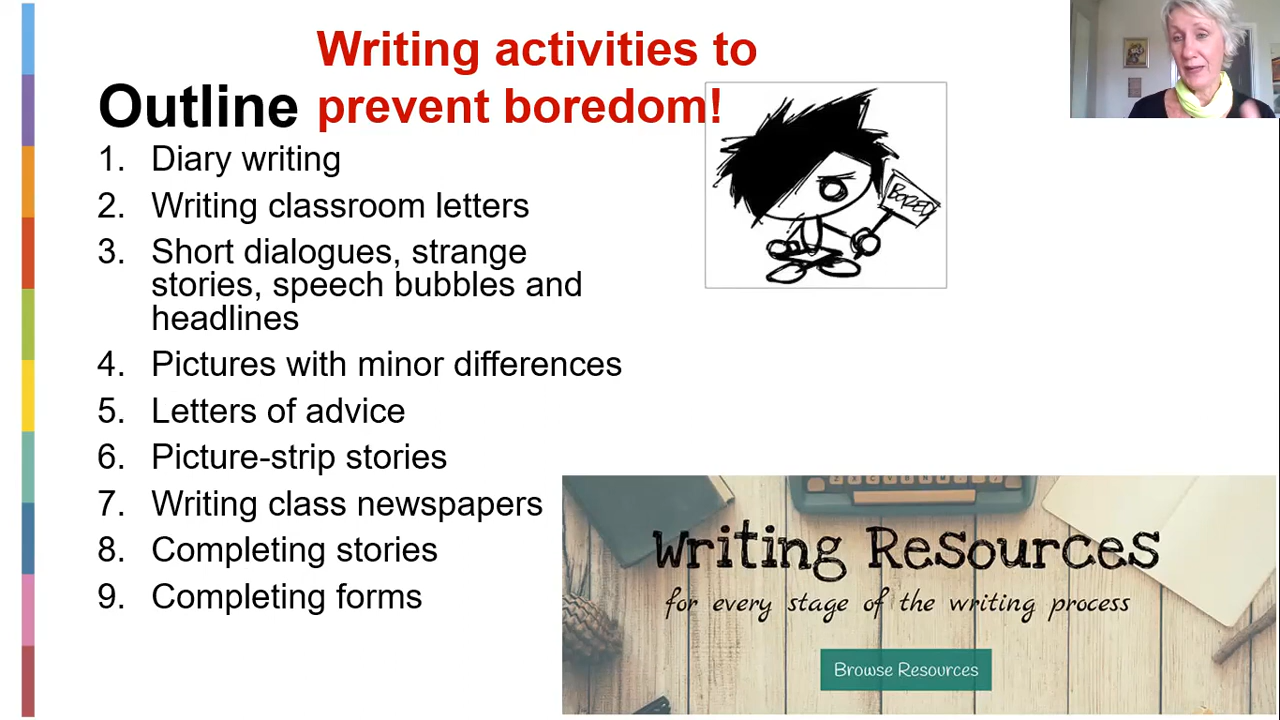 Writing activities to
prevent boredom!
Outline
1. Diary writing
2. Writing classroom letters
3. Short dialogues, strange
stories, speech bubbles and
headlines
4. Pictures with minor differences
5. Letters of advice
6. Picture-strip stories
7. Writing class newspapers
8. Completing stories
9. Completing forms
BORED
Writing Resources
for every stage of the writing process
Browse Resources